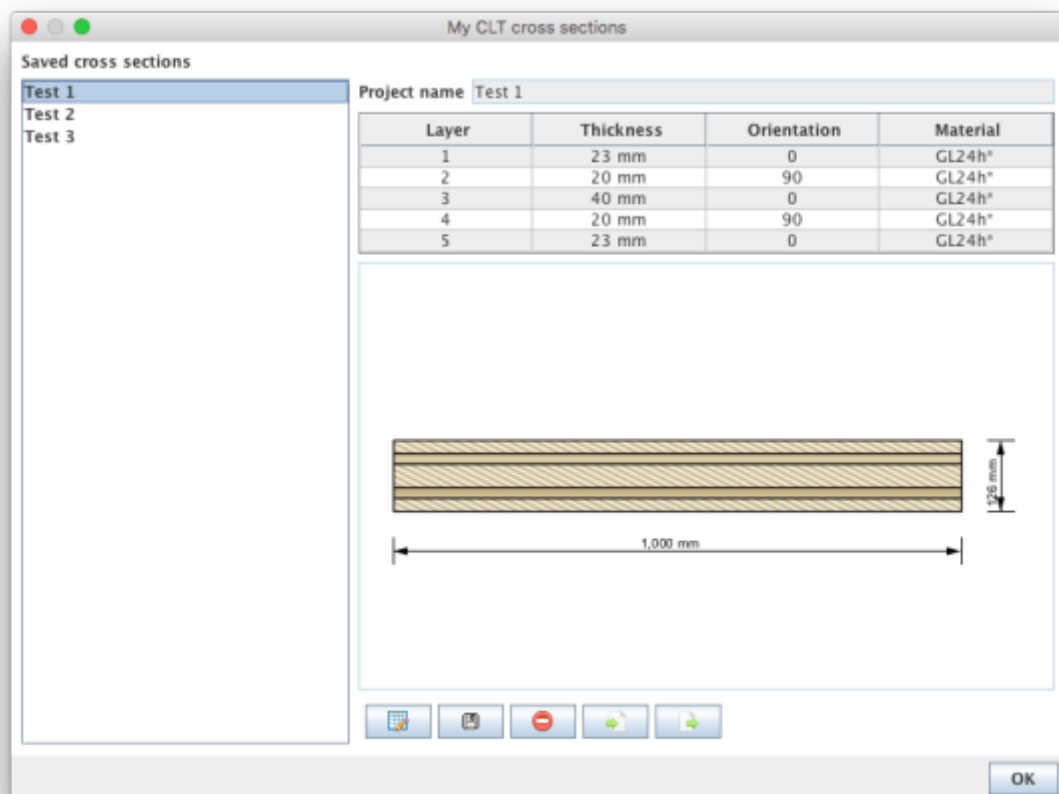 My CLT cross sections
Saved cross sections
Test 1
Test 2
Test 3
Project name Test 1
Layer Thickness Orientation Material
1 23 mm 0 GL24h*
2 20 mm 90 GL24h*
3 40 mm 0 GL24h*
4 20 mm 90 GL24h*
5 23 mm 0 GL24h*
126 mm
1,000 mm
OK